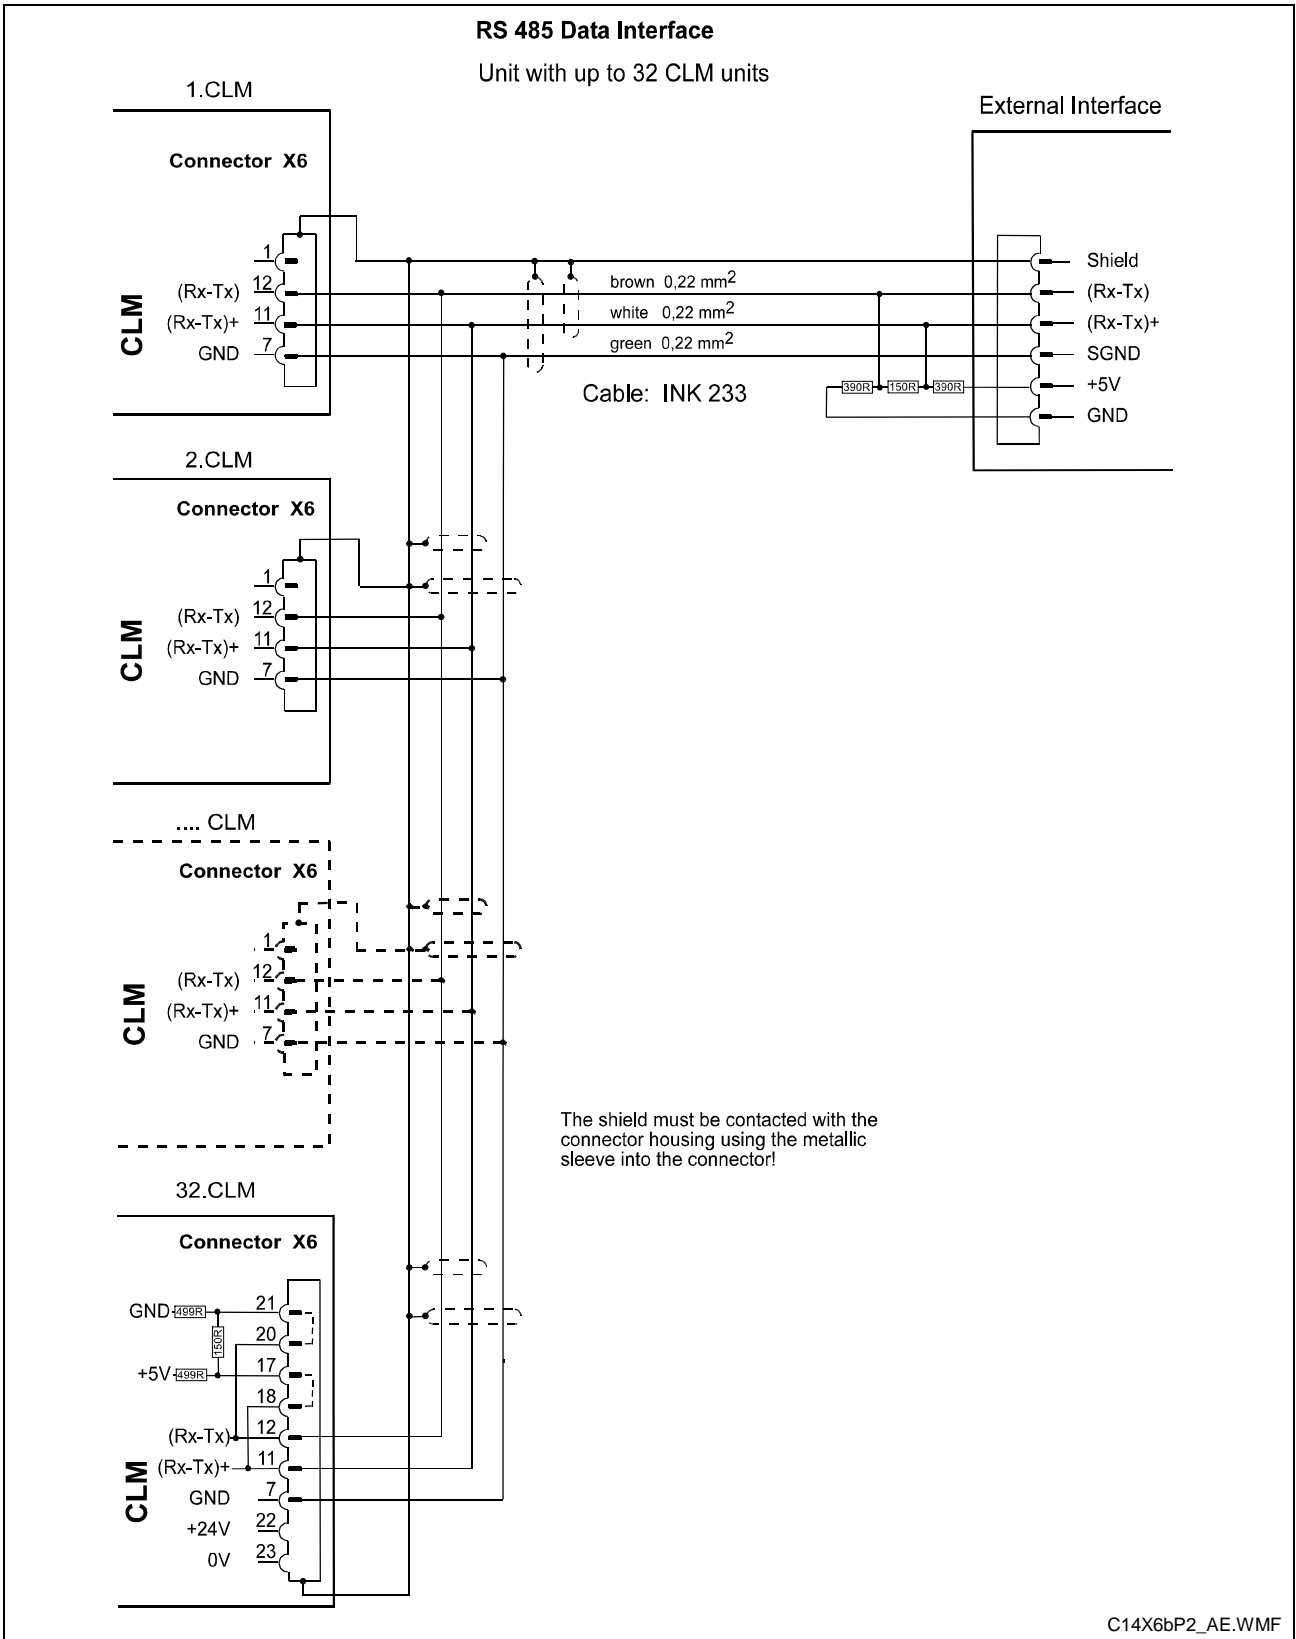 RS 485 Data Interface
Unit with up to 32 CLM units
1.CLM
External Interface
Connector X6
1
(Rx-Tx) 12
(Rx-Tx)+ 11
GND 7
CLM
brown 0,22 mm2
white 0,22 mm2
green 0,22 mm2
Cable: INK 233
Shield
(Rx-Tx)
(Rx-Tx)+
SGND
390R 150R 390R +5V
GND
2.CLM
Connector X6
1
(Rx-Tx) 12
(Rx-Tx)+ 11
GND 7
CLM
.... CLM
Connector X6
1
(Rx-Tx) 12
(Rx-Tx)+ 11
GND 7
CLM
The shield must be contacted with the
connector housing using the metallic
sleeve into the connector!
32.CLM
Connector X6
GND 499R 21
150R
20
+5V 499R 17
18
(Rx-Tx) 12
(Rx-Tx)+ 11
GND 7
+24V 22
0V 23
CLM
C14X6bP2_AE.WMF